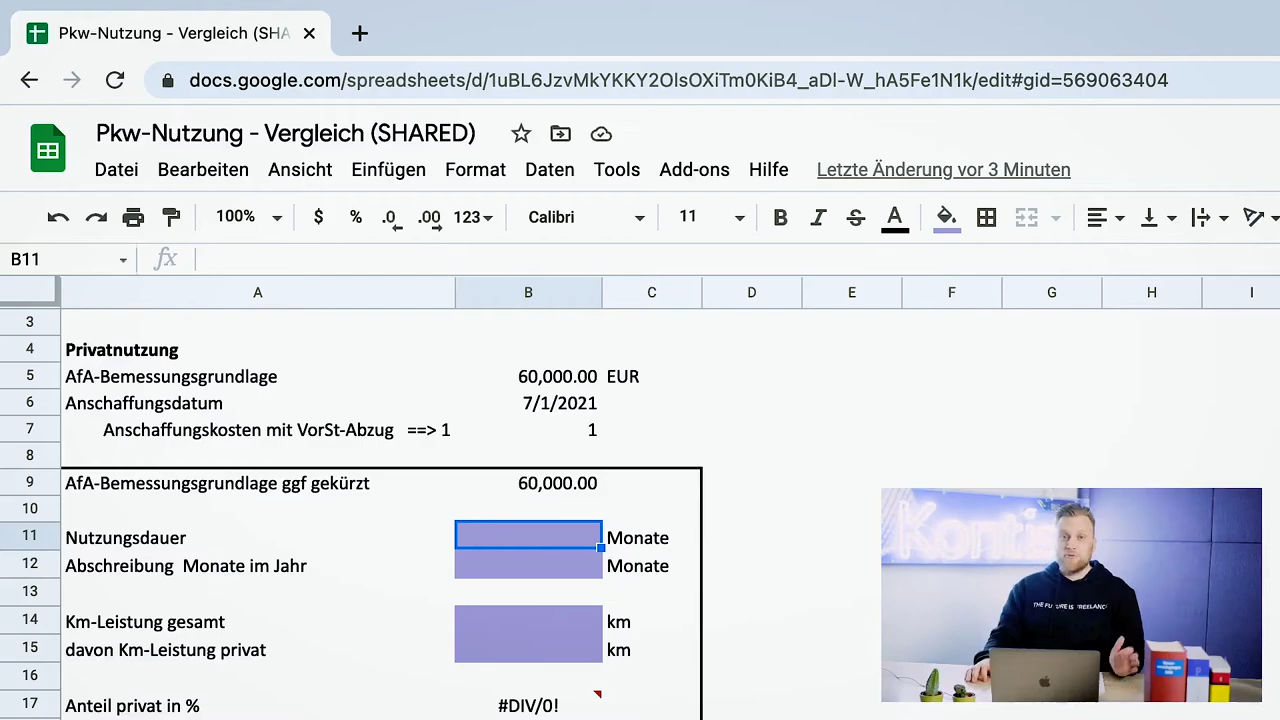 Pkw-Nutzung - Vergleich (SHA
docs.google.com/spreadsheets/d/1uBL6JzvMkYKKY2OlsOXiTm0KiB4_aDl-W_hA5Fe1N1k/edit#gid=569063404
Pkw-Nutzung - Vergleich (SHARED)
Datei Bearbeiten Ansicht Einfügen Format Daten Tools Add-ons Hilfe Letzte Änderung vor 3 Minuten
100% $ % .0 .00 123 Calibri 11 B I S A
B11 fx
A B C D E F G H I
3
4 Privatnutzung
5 AfA-Bemessungsgrundlage 60,000.00 EUR
6 Anschaffungsdatum 7/1/2021
7 Anschaffungskosten mit VorSt-Abzug ==> 1 1
8
9 AfA-Bemessungsgrundlage ggf gekürzt 60,000.00
10
11 Nutzungsdauer Monate
12 Abschreibung Monate im Jahr Monate
13
14 Km-Leistung gesamt km
15 davon Km-Leistung privat km
16
17 Anteil privat in % #DIV/0!
Konti
THE FUTURE IS FREELANCE